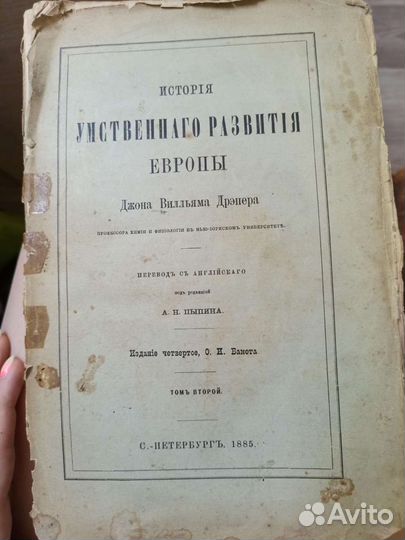 ИСТОРІЯ
УМСТВЕННАГО РАЗВИТІЯ
ЕВРОПЫ
Джона Вилльяма Дрэпера
ПРОФЕССОРА ХИМІИ И ФИЗІОЛОГІИ ВЪ НЬЮ-ІОРКСКОМЪ УНИВЕРСИТЕТѢ.
ПЕРЕВОДЪ СЪ АНГЛІЙСКАГО
подъ редакціей
А. Н. ПЫПИНА.
Изданіе четвертое, О. И. Бакста
ТОМЪ ВТОРОЙ.
С.-ПЕТЕРБУРГЪ. 1885.
Avito